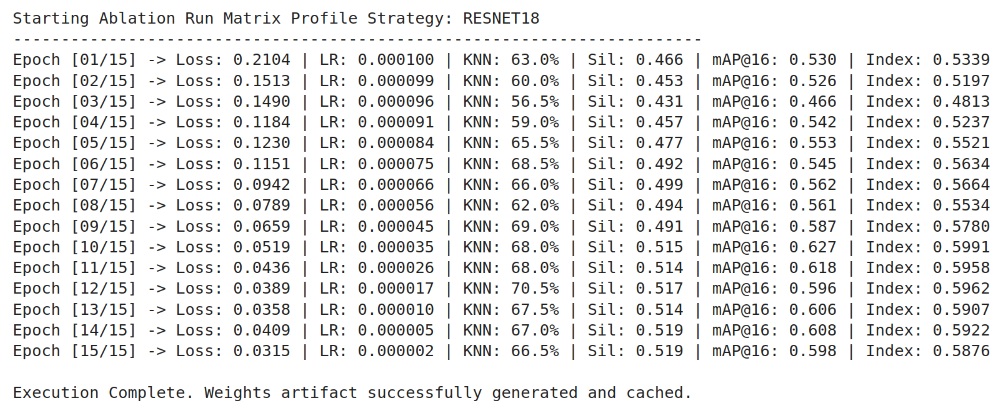 Starting Ablation Run Matrix Profile Strategy: RESNET18
------------------------------------------------------------------------
Epoch [01/15] -> Loss: 0.2104 | LR: 0.000100 | KNN: 63.0% | Sil: 0.466 | mAP@16: 0.530 | Index: 0.5339
Epoch [02/15] -> Loss: 0.1513 | LR: 0.000099 | KNN: 60.0% | Sil: 0.453 | mAP@16: 0.526 | Index: 0.5197
Epoch [03/15] -> Loss: 0.1490 | LR: 0.000096 | KNN: 56.5% | Sil: 0.431 | mAP@16: 0.466 | Index: 0.4813
Epoch [04/15] -> Loss: 0.1184 | LR: 0.000091 | KNN: 59.0% | Sil: 0.457 | mAP@16: 0.542 | Index: 0.5237
Epoch [05/15] -> Loss: 0.1230 | LR: 0.000084 | KNN: 65.5% | Sil: 0.477 | mAP@16: 0.553 | Index: 0.5521
Epoch [06/15] -> Loss: 0.1151 | LR: 0.000075 | KNN: 68.5% | Sil: 0.492 | mAP@16: 0.545 | Index: 0.5634
Epoch [07/15] -> Loss: 0.0942 | LR: 0.000066 | KNN: 66.0% | Sil: 0.499 | mAP@16: 0.562 | Index: 0.5664
Epoch [08/15] -> Loss: 0.0789 | LR: 0.000056 | KNN: 62.0% | Sil: 0.494 | mAP@16: 0.561 | Index: 0.5534
Epoch [09/15] -> Loss: 0.0659 | LR: 0.000045 | KNN: 69.0% | Sil: 0.491 | mAP@16: 0.587 | Index: 0.5780
Epoch [10/15] -> Loss: 0.0519 | LR: 0.000035 | KNN: 68.0% | Sil: 0.515 | mAP@16: 0.627 | Index: 0.5991
Epoch [11/15] -> Loss: 0.0436 | LR: 0.000026 | KNN: 68.0% | Sil: 0.514 | mAP@16: 0.618 | Index: 0.5958
Epoch [12/15] -> Loss: 0.0389 | LR: 0.000017 | KNN: 70.5% | Sil: 0.517 | mAP@16: 0.596 | Index: 0.5962
Epoch [13/15] -> Loss: 0.0358 | LR: 0.000010 | KNN: 67.5% | Sil: 0.514 | mAP@16: 0.606 | Index: 0.5907
Epoch [14/15] -> Loss: 0.0409 | LR: 0.000005 | KNN: 67.0% | Sil: 0.519 | mAP@16: 0.608 | Index: 0.5922
Epoch [15/15] -> Loss: 0.0315 | LR: 0.000002 | KNN: 66.5% | Sil: 0.519 | mAP@16: 0.598 | Index: 0.5876
Execution Complete. Weights artifact successfully generated and cached.